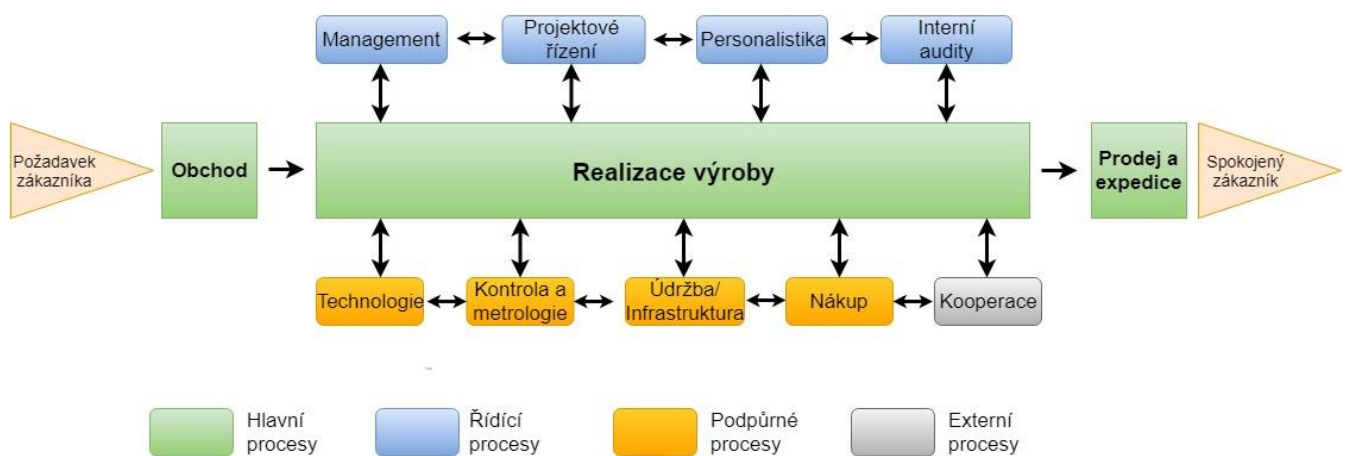 Management
Projektové
řízení
Personalistika
Interní
audity
Požadavek
zákazníka
Obchod
Realizace výroby
Prodej a
expedice
Spokojený
zákazník
Technologie
Kontrola a
metrologie
Údržba/
Infrastruktura
Nákup
Kooperace
Hlavní
procesy
Řídící
procesy
Podpůrné
procesy
Externí
procesy